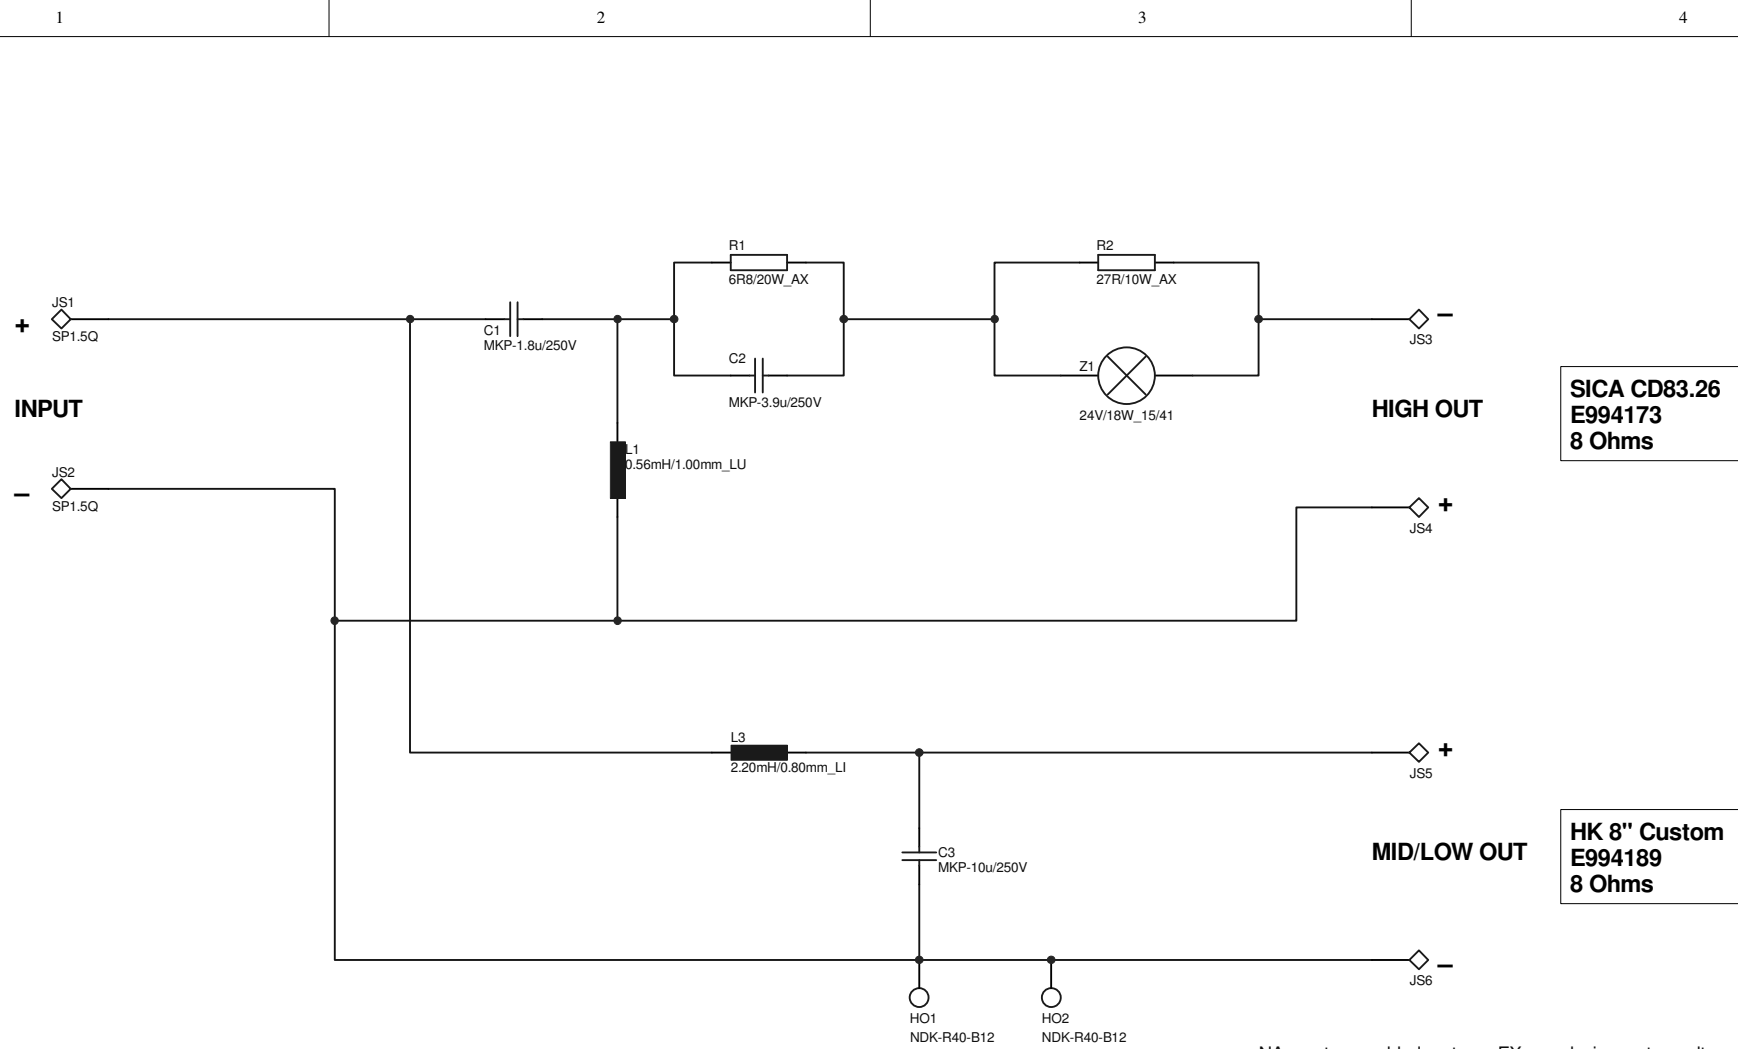 1 2 3 4
R1
6R8/20W_AX
R2
27R/10W_AX
JS1
+
SP1.5Q
C1
MKP-1.8u/250V
C2
MKP-3.9u/250V
Z1
24V/18W_15/41
–
JS3
INPUT
HIGH OUT
SICA CD83.26
E994173
8 Ohms
L1
0.56mH/1.00mm_LU
JS2
–
SP1.5Q
+
JS4
L3
2.20mH/0.80mm_LI
+
JS5
C3
MKP-10u/250V
MID/LOW OUT
HK 8" Custom
E994189
8 Ohms
–
JS6
HO1
NDK-R40-B12
HO2
NDK-R40-B12